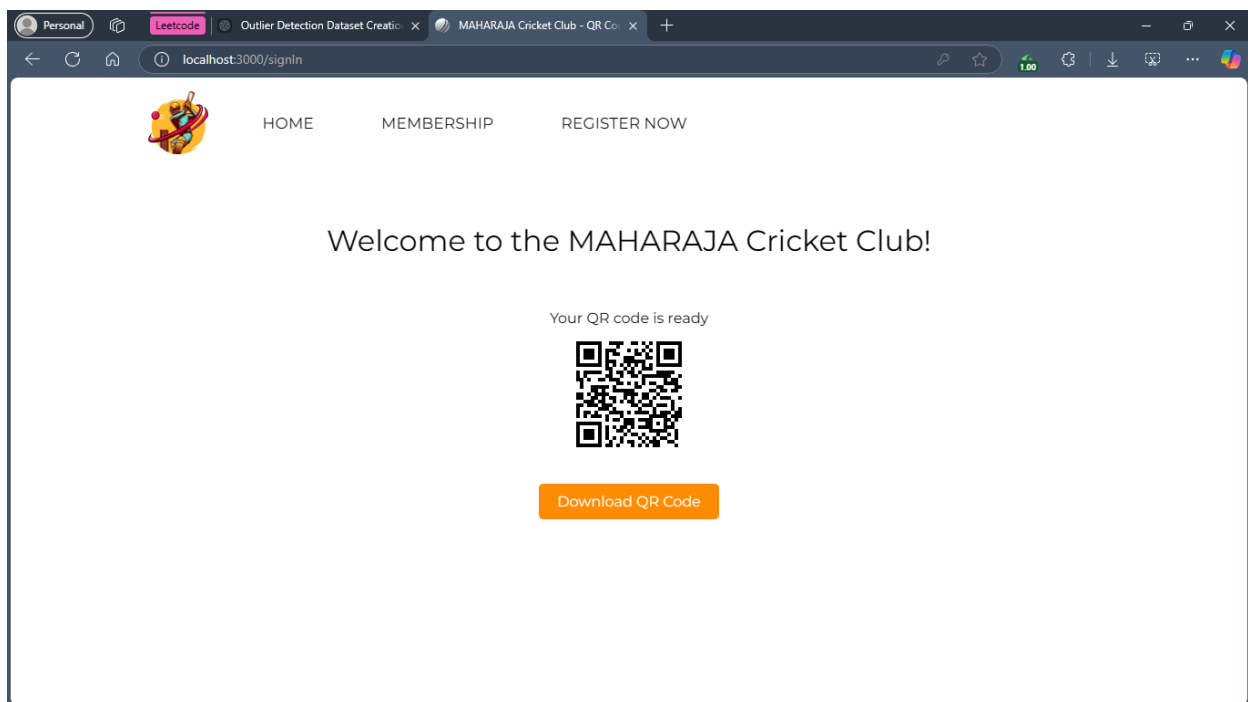 Personal
Leetcode
Outlier Detection Dataset Creatio
MAHARAJA Cricket Club - QR Co
localhost:3000/signIn
1.00
HOME
MEMBERSHIP
REGISTER NOW
Welcome to the MAHARAJA Cricket Club!
Your QR code is ready
Download QR Code